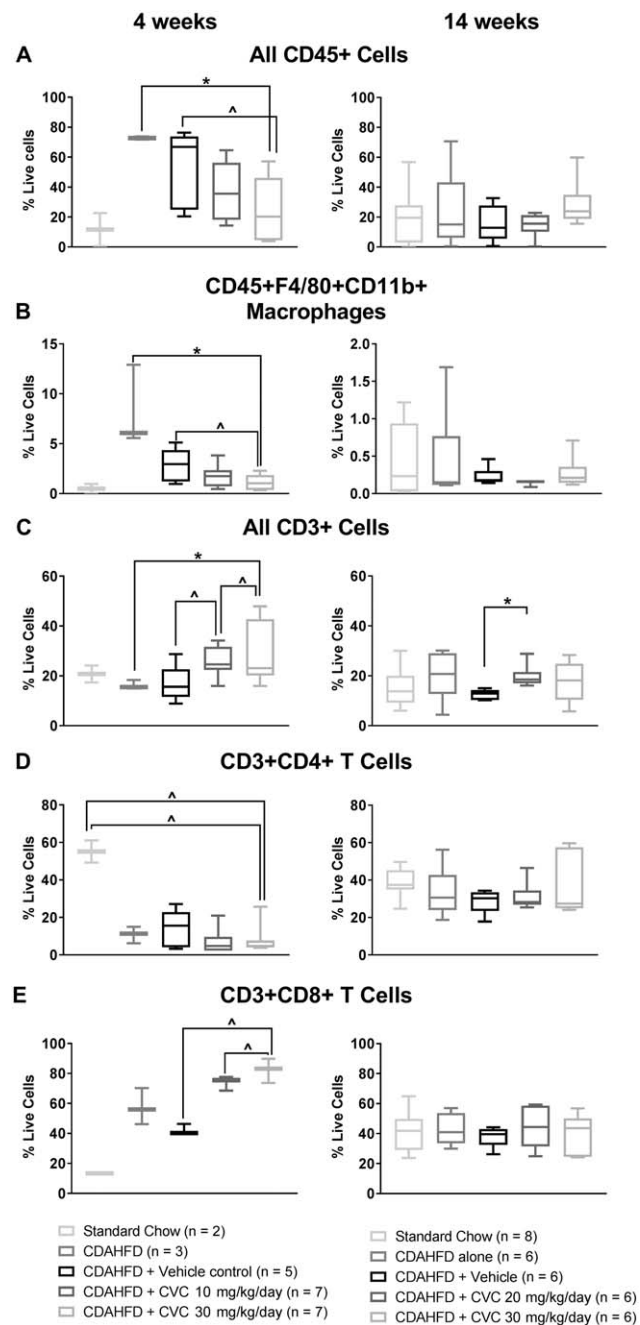 4 weeks
14 weeks
A
All CD45+ Cells
% Live cells
100
80
60
40
20
0
*
^
% Live Cells
100
80
60
40
20
0
CD45+F4/80+CD11b+
Macrophages
B
% Live Cells
15
10
5
0
*
^
% Live Cells
2.0
1.5
1.0
0.5
0.0
C
All CD3+ Cells
% Live Cells
60
40
20
0
*
^
^
% Live Cells
60
40
20
0
*
D
CD3+CD4+ T Cells
% Live Cells
80
60
40
20
0
^
^
% Live Cells
80
60
40
20
0
E
CD3+CD8+ T Cells
% Live Cells
100
80
60
40
20
0
^
^
% Live Cells
100
80
60
40
20
0
Standard Chow (n = 2)
CDAHFD (n = 3)
CDAHFD + Vehicle control (n = 5)
CDAHFD + CVC 10 mg/kg/day (n = 7)
CDAHFD + CVC 30 mg/kg/day (n = 7)
Standard Chow (n = 8)
CDAHFD alone (n = 6)
CDAHFD + Vehicle (n = 6)
CDAHFD + CVC 20 mg/kg/day (n = 6)
CDAHFD + CVC 30 mg/kg/day (n = 6)